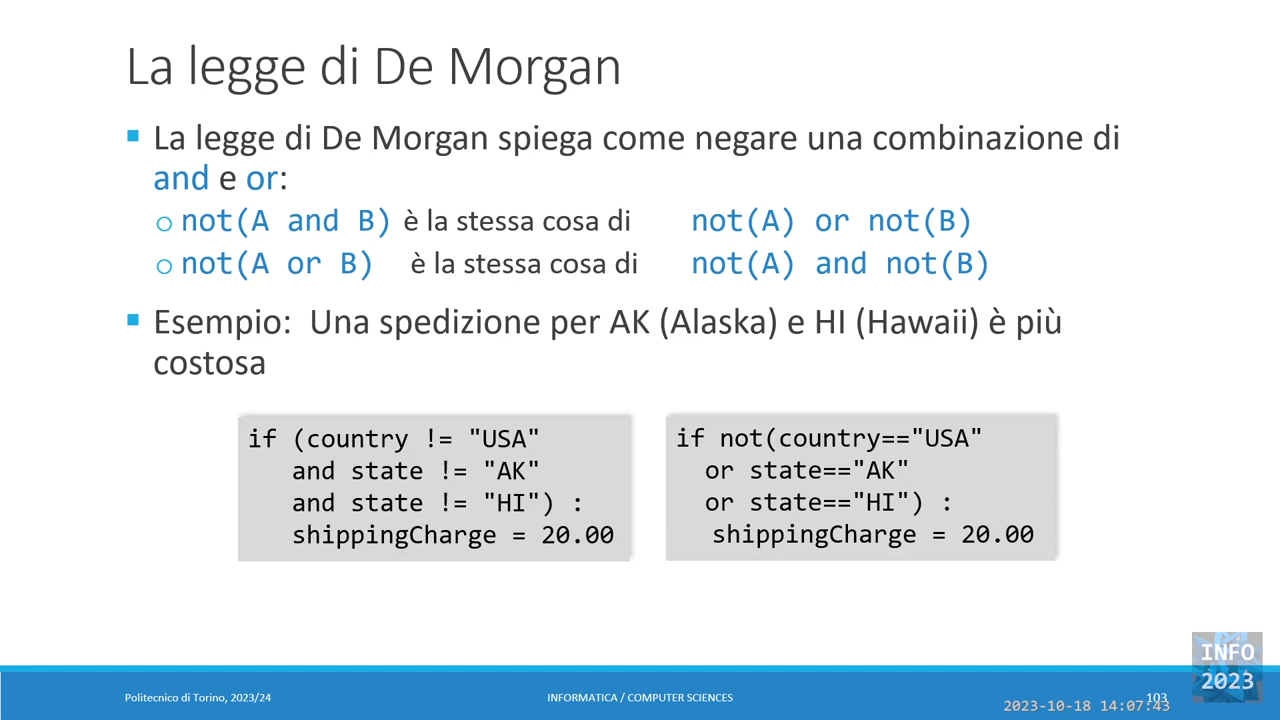 La legge di De Morgan
La legge di De Morgan spiega come negare una combinazione di
and e or:
not(A and B) è la stessa cosa di not(A) or not(B)
not(A or B) è la stessa cosa di not(A) and not(B)
Esempio: Una spedizione per AK (Alaska) e HI (Hawaii) è più
costosa
if (country != "USA"
and state != "AK"
and state != "HI") :
shippingCharge = 20.00
if not(country=="USA"
or state=="AK"
or state=="HI") :
shippingCharge = 20.00
Politecnico di Torino, 2023/24
INFORMATICA / COMPUTER SCIENCES
103
2023-10-18 14:07:43
INFO
2023